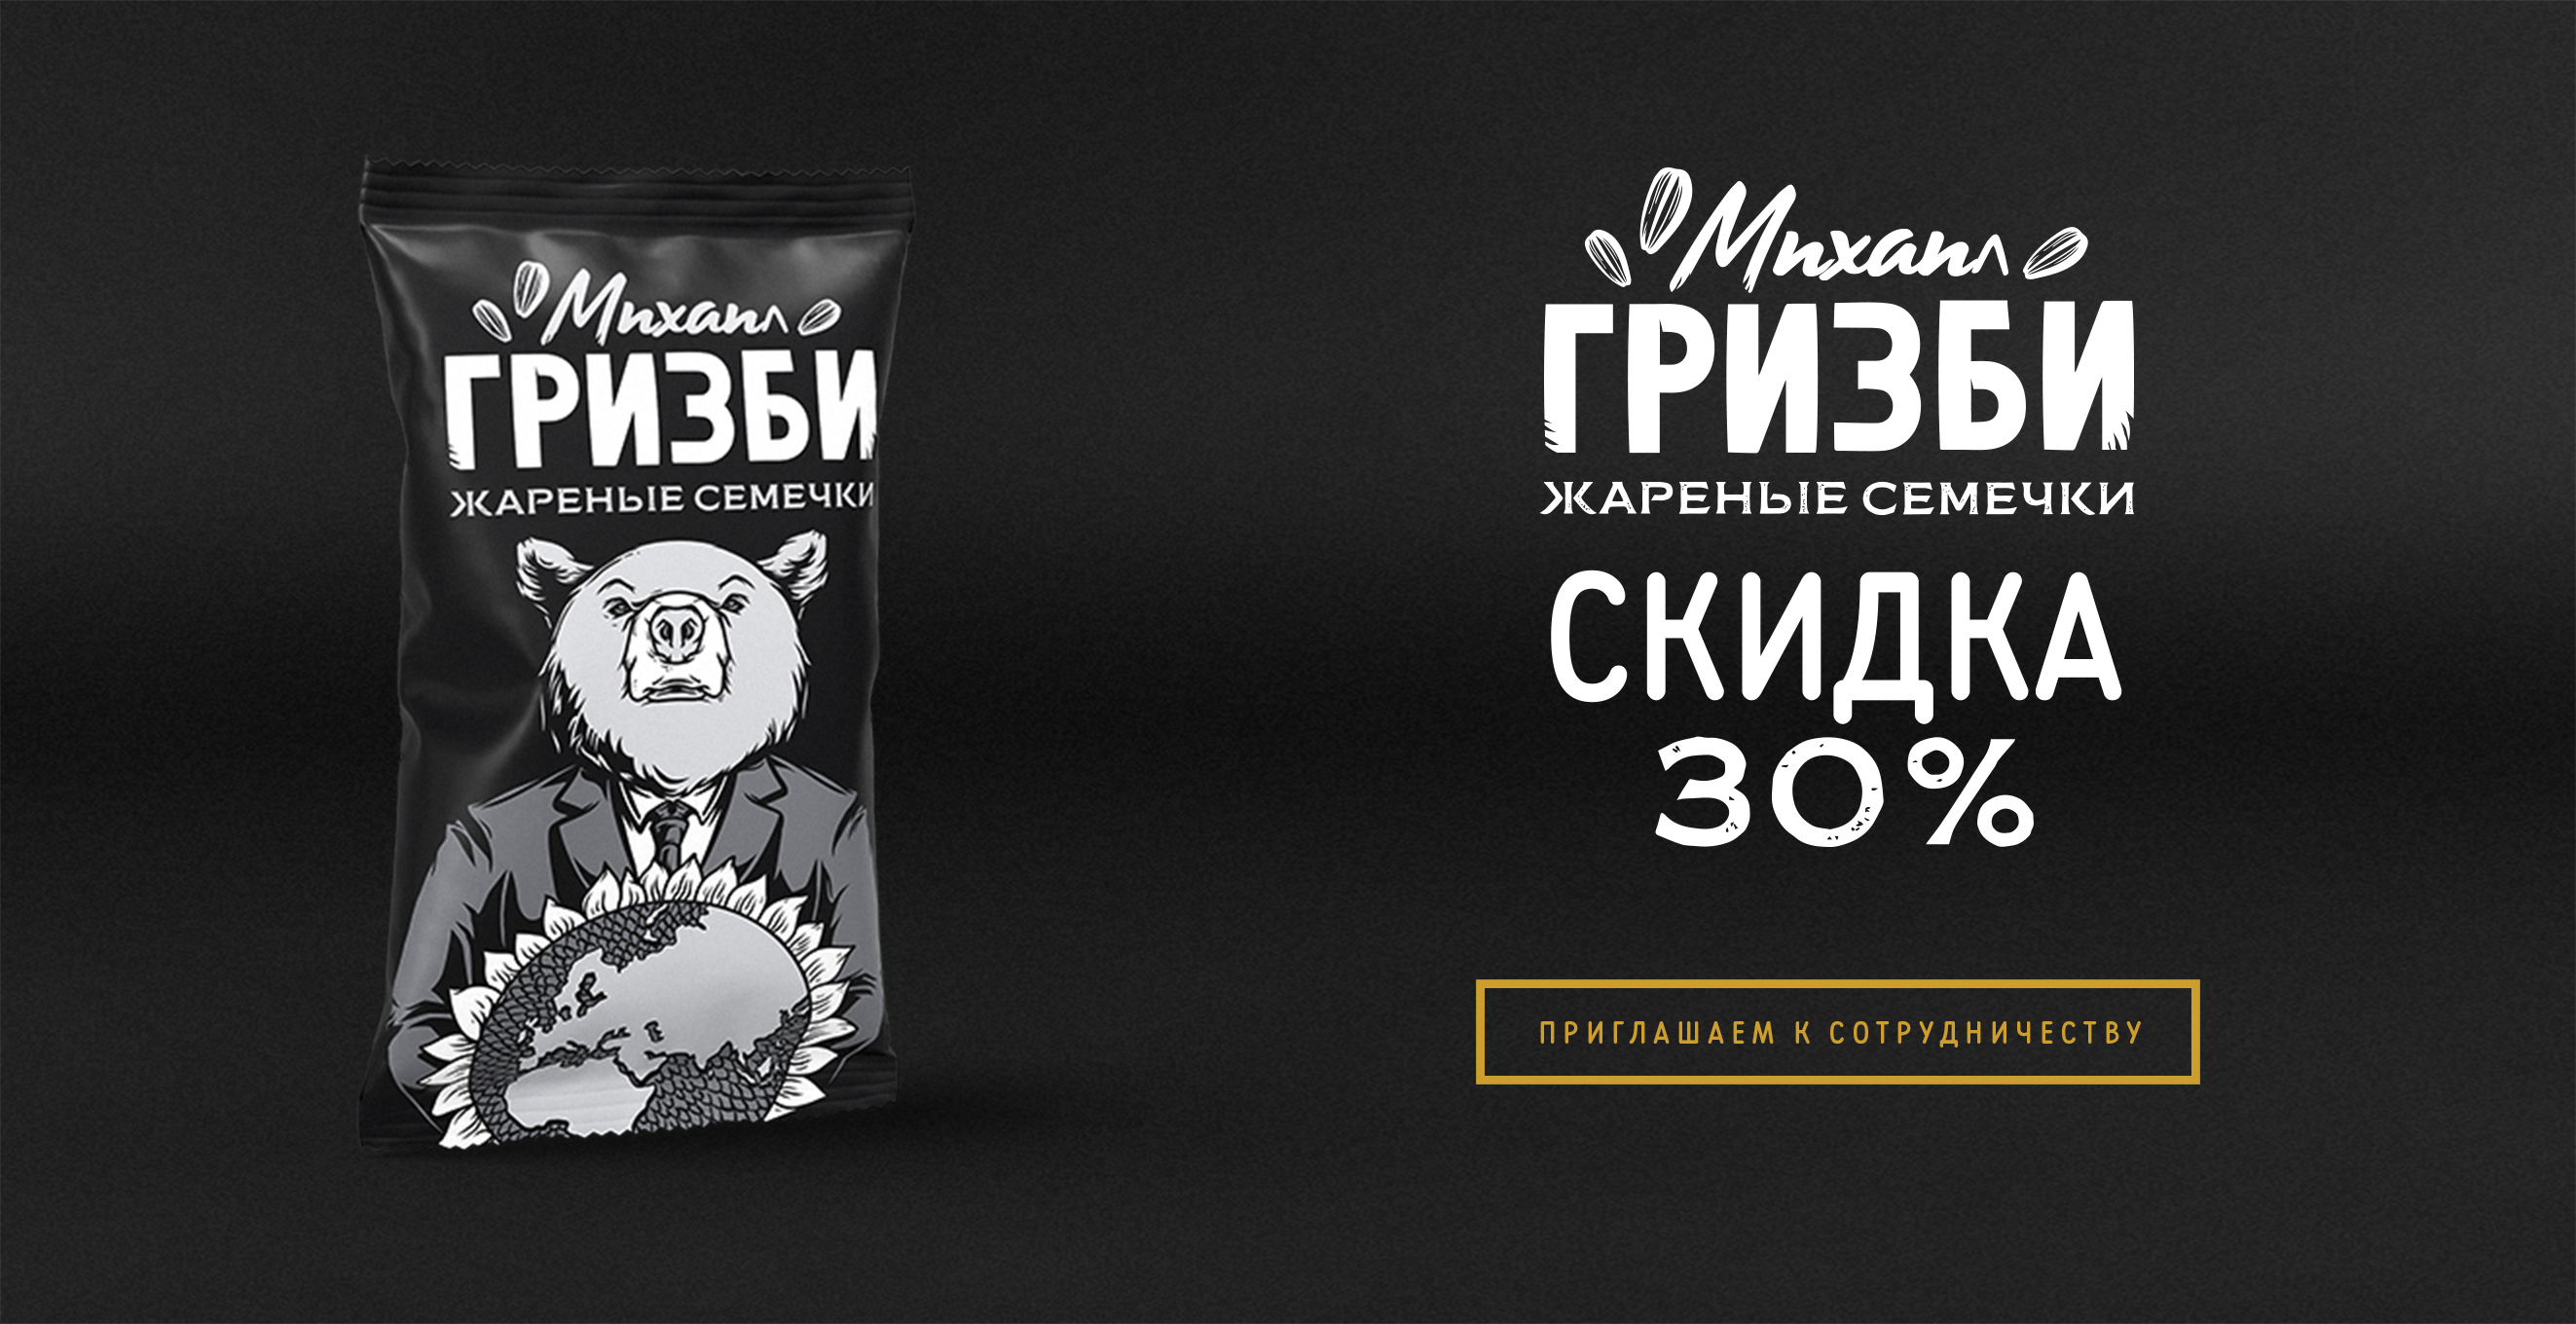 Михаил
ГРИЗБИ
ЖАРЕНЫЕ СЕМЕЧКИ
Михаил
ГРИЗБИ
ЖАРЕНЫЕ СЕМЕЧКИ
СКИДКА
30%
ПРИГЛАШАЕМ К СОТРУДНИЧЕСТВУ